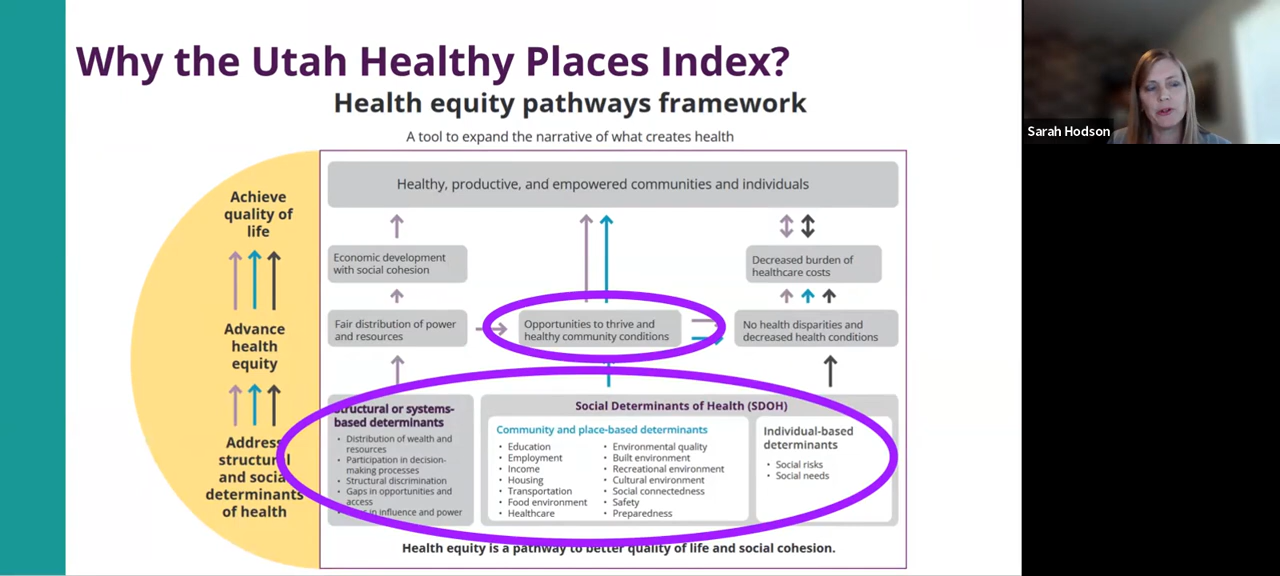 Why the Utah Healthy Places Index?
Health equity pathways framework
A tool to expand the narrative of what creates health
Achieve
quality of
life
Advance
health
equity
Address
structural
and social
determinants
of health
Healthy, productive, and empowered communities and individuals
Economic development
with social cohesion
Decreased burden of
healthcare costs
Fair distribution of power
and resources
Opportunities to thrive and
healthy community conditions
No health disparities and
decreased health conditions
Structural or systems-
based determinants
• Distribution of wealth and
resources
• Participation in decision-
making processes
• Structural discrimination
• Gaps in opportunities and
access
in influence and power
Social Determinants of Health (SDOH)
Community and place-based determinants
• Education
• Employment
• Income
• Housing
• Transportation
• Food environment
• Healthcare
• Environmental quality
• Built environment
• Recreational environment
• Cultural environment
• Social connectedness
• Safety
• Preparedness
Individual-based
determinants
• Social risks
• Social needs
Health equity is a pathway to better quality of life and social cohesion.
Sarah Hodson